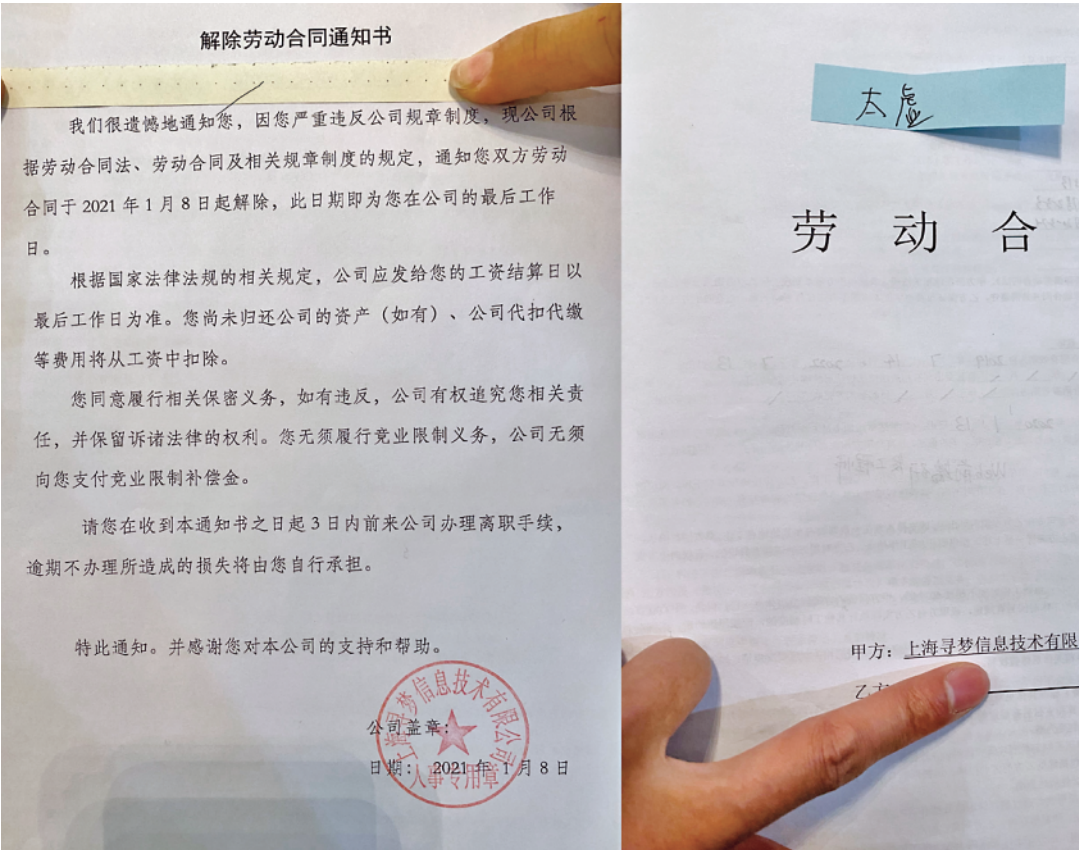 解除劳动合同通知书
我们很遗憾地通知您，因您严重违反公司规章制度，现公司根
据劳动合同法、劳动合同及相关规章制度的规定，通知您双方劳动
合同于 2021 年 1 月 8 日起解除，此日期即为您在公司的最后工作
日。
根据国家法律法规的相关规定，公司应发给您的工资结算日以
最后工作日为准。您尚未归还公司的资产（如有）、公司代扣代缴
等费用将从工资中扣除。
您同意履行相关保密义务，如有违反，公司有权追究您相关责
任，并保留诉诸法律的权利。您无须履行竞业限制义务，公司无须
向您支付竞业限制补偿金。
请您在收到本通知书之日起 3 日内前来公司办理离职手续，
逾期不办理所造成的损失将由您自行承担。
特此通知。并感谢您对本公司的支持和帮助。
公司盖章：
日期： 2021 年 1 月 8 日
上海寻梦信息技术有限公司
人事专用章
太虚
劳 动 合
甲方：上海寻梦信息技术有限
乙方